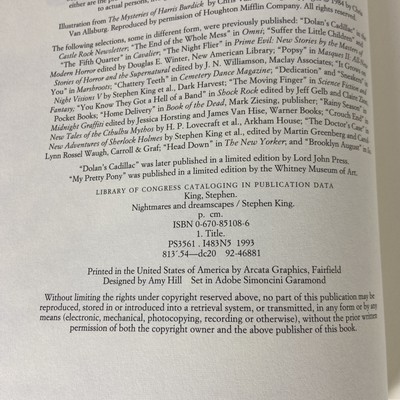 either are the
to actual persons,
Illustration from The Mysteries of Harris Burdick by Chris
Van Allsburg. Reproduced by permission of Houghton Mifflin Company. All rights reserved.
The following selections, some in different form, were previously published: "Dolan's Cadillac" in the
Castle Rock Newsletter; "The End of the Whole Mess" in Omni; "Suffer the Little Children" and
"The Fifth Quarter" in Cavalier; "The Night Flier" in Prime Evil: New Stories by the Masters of
Modern Horror edited by Douglas E. Winter, New American Library; "Popsy" in Masques II: All
Stories of Horror and the Supernatural edited by J. N. Williamson, Maclay Associates; "It Grows on
You" in Marshroots; "Chattery Teeth" in Cemetery Dance Magazine; "Dedication" and "Sneakers"
Night Visions V by Stephen King et al., Dark Harvest; "The Moving Finger" in Science Fiction and
Fantasy; "You Know They Got a Hell of a Band" in Shock Rock edited by Jeff Gelb and Claire Zion
Pocket Books; "Home Delivery" in Book of the Dead, Mark Ziesing, publisher; "Rainy Season"
Midnight Graffiti edited by Jessica Horsting and James Van Hise, Warner Books; "Crouch End"
New Tales of the Cthulhu Mythos by H. P. Lovecraft et al., Arkham House; "The Doctor's Case" in
New Adventures of Sherlock Holmes by Stephen King et al., edited by Martin Greenberg and Carol-
Lynn Rössel Waugh, Carroll & Graf; "Head Down" in The New Yorker; and "Brooklyn August" in
"Dolan's Cadillac" was later published in a limited edition by Lord John Press.
"My Pretty Pony" was published in a limited edition by the Whitney Museum of Art.
LIBRARY OF CONGRESS CATALOGING IN PUBLICATION DATA
King, Stephen.
Nightmares and dreamscapes / Stephen King.
p. cm.
ISBN 0-670-85108-6
1. Title.
PS3561 .I483N5 1993
813'.54—dc20 92-46881
Printed in the United States of America by Arcata Graphics, Fairfield
Designed by Amy Hill Set in Adobe Simoncini Garamond
Without limiting the rights under copyright reserved above, no part of this publication may be
reproduced, stored in or introduced into a retrieval system, or transmitted, in any form or by any
means (electronic, mechanical, photocopying, recording or otherwise), without the prior written
permission of both the copyright owner and the above publisher of this book.